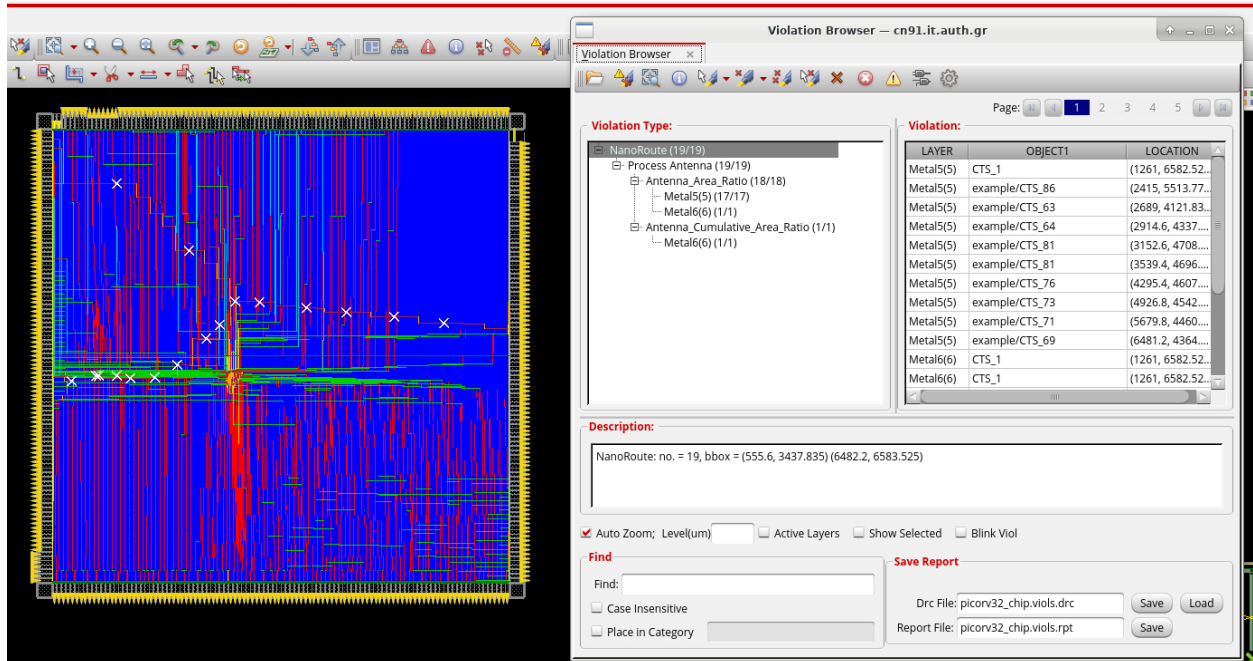 Violation Browser — cn91.it.auth.gr
Violation Browser
Page: 1 2 3 4 5
Violation Type:
NanoRoute (19/19)
Process Antenna (19/19)
Antenna_Area_Ratio (18/18)
Metal5(5) (17/17)
Metal6(6) (1/1)
Antenna_Cumulative_Area_Ratio (1/1)
Metal6(6) (1/1)
Violation:
LAYER OBJECT1 LOCATION
Metal5(5) CTS_1 (1261, 6582.52...
Metal5(5) example/CTS_86 (2415, 5513.77...
Metal5(5) example/CTS_63 (2689, 4121.83...
Metal5(5) example/CTS_64 (2914.6, 4337....
Metal5(5) example/CTS_81 (3152.6, 4708....
Metal5(5) example/CTS_81 (3539.4, 4696....
Metal5(5) example/CTS_76 (4295.4, 4607....
Metal5(5) example/CTS_73 (4926.8, 4542....
Metal5(5) example/CTS_71 (5679.8, 4460....
Metal5(5) example/CTS_69 (6481.2, 4364....
Metal6(6) CTS_1 (1261, 6582.52...
Metal6(6) CTS_1 (1261, 6582.52...
Description:
NanoRoute: no. = 19, bbox = (555.6, 3437.835) (6482.2, 6583.525)
Auto Zoom; Level(um) Active Layers Show Selected Blink Viol
Find
Find:
Case Insensitive
Place in Category
Save Report
Drc File: picorv32_chip.viols.drc Save Load
Report File: picorv32_chip.viols.rpt Save